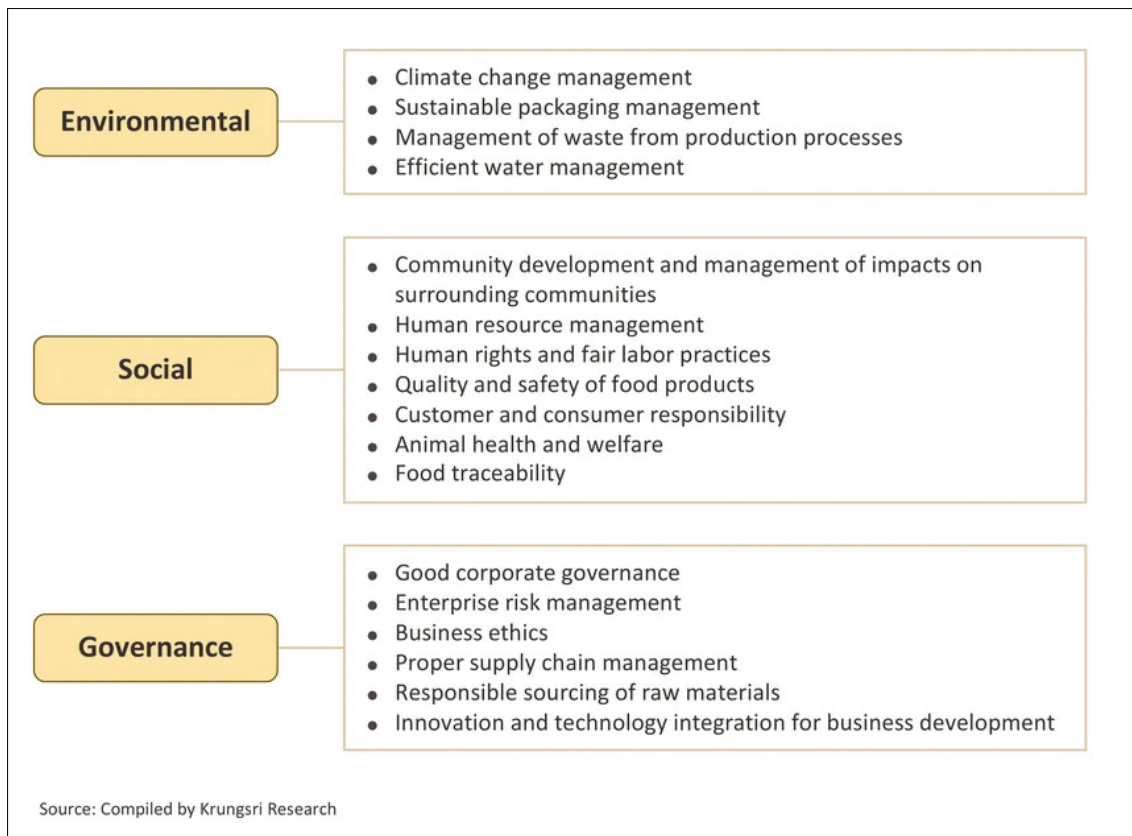 Environmental
• Climate change management
• Sustainable packaging management
• Management of waste from production processes
• Efficient water management
Social
• Community development and management of impacts on
surrounding communities
• Human resource management
• Human rights and fair labor practices
• Quality and safety of food products
• Customer and consumer responsibility
• Animal health and welfare
• Food traceability
Governance
• Good corporate governance
• Enterprise risk management
• Business ethics
• Proper supply chain management
• Responsible sourcing of raw materials
• Innovation and technology integration for business development
Source: Compiled by Krungsri Research